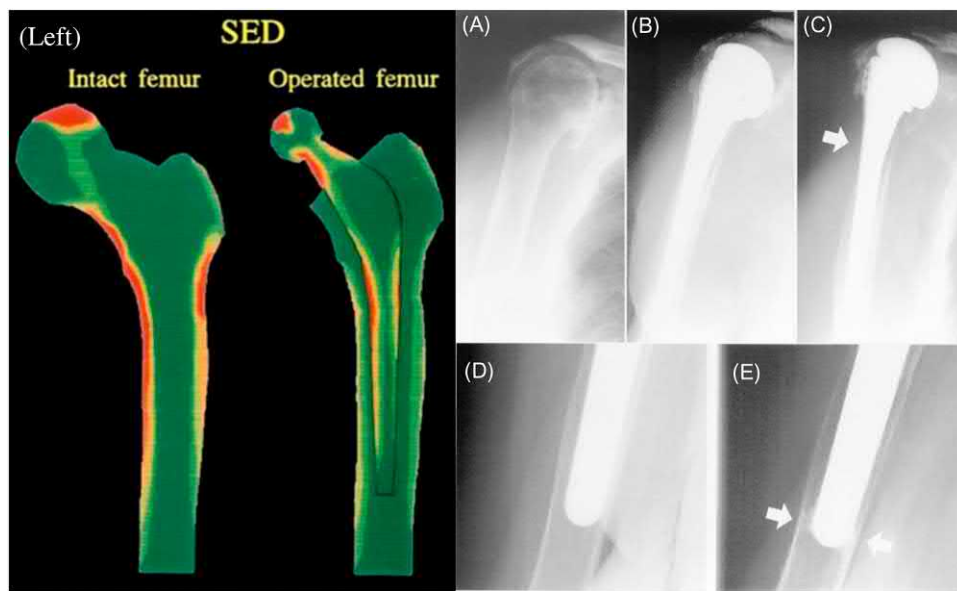 (Left)
SED
Intact femur
Operated femur
(A)
(B)
(C)
(D)
(E)